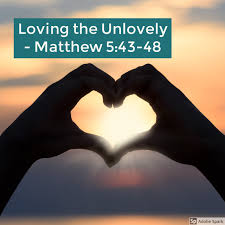 Loving the Unlovely
- Matthew 5:43-48
Adobe Spark